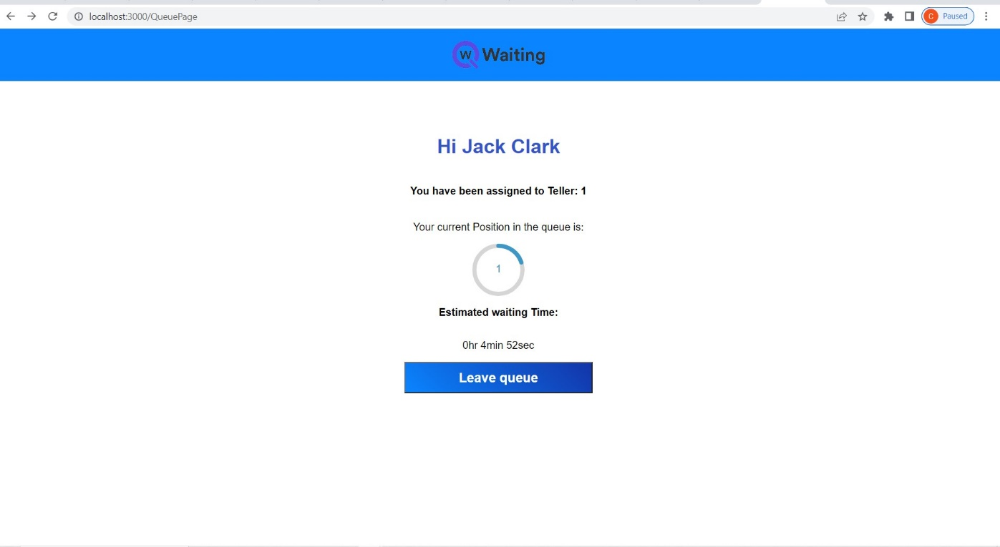 localhost:3000/QueuePage
C Paused
W Waiting
Hi Jack Clark
You have been assigned to Teller: 1
Your current Position in the queue is:
1
Estimated waiting Time:
0hr 4min 52sec
Leave queue